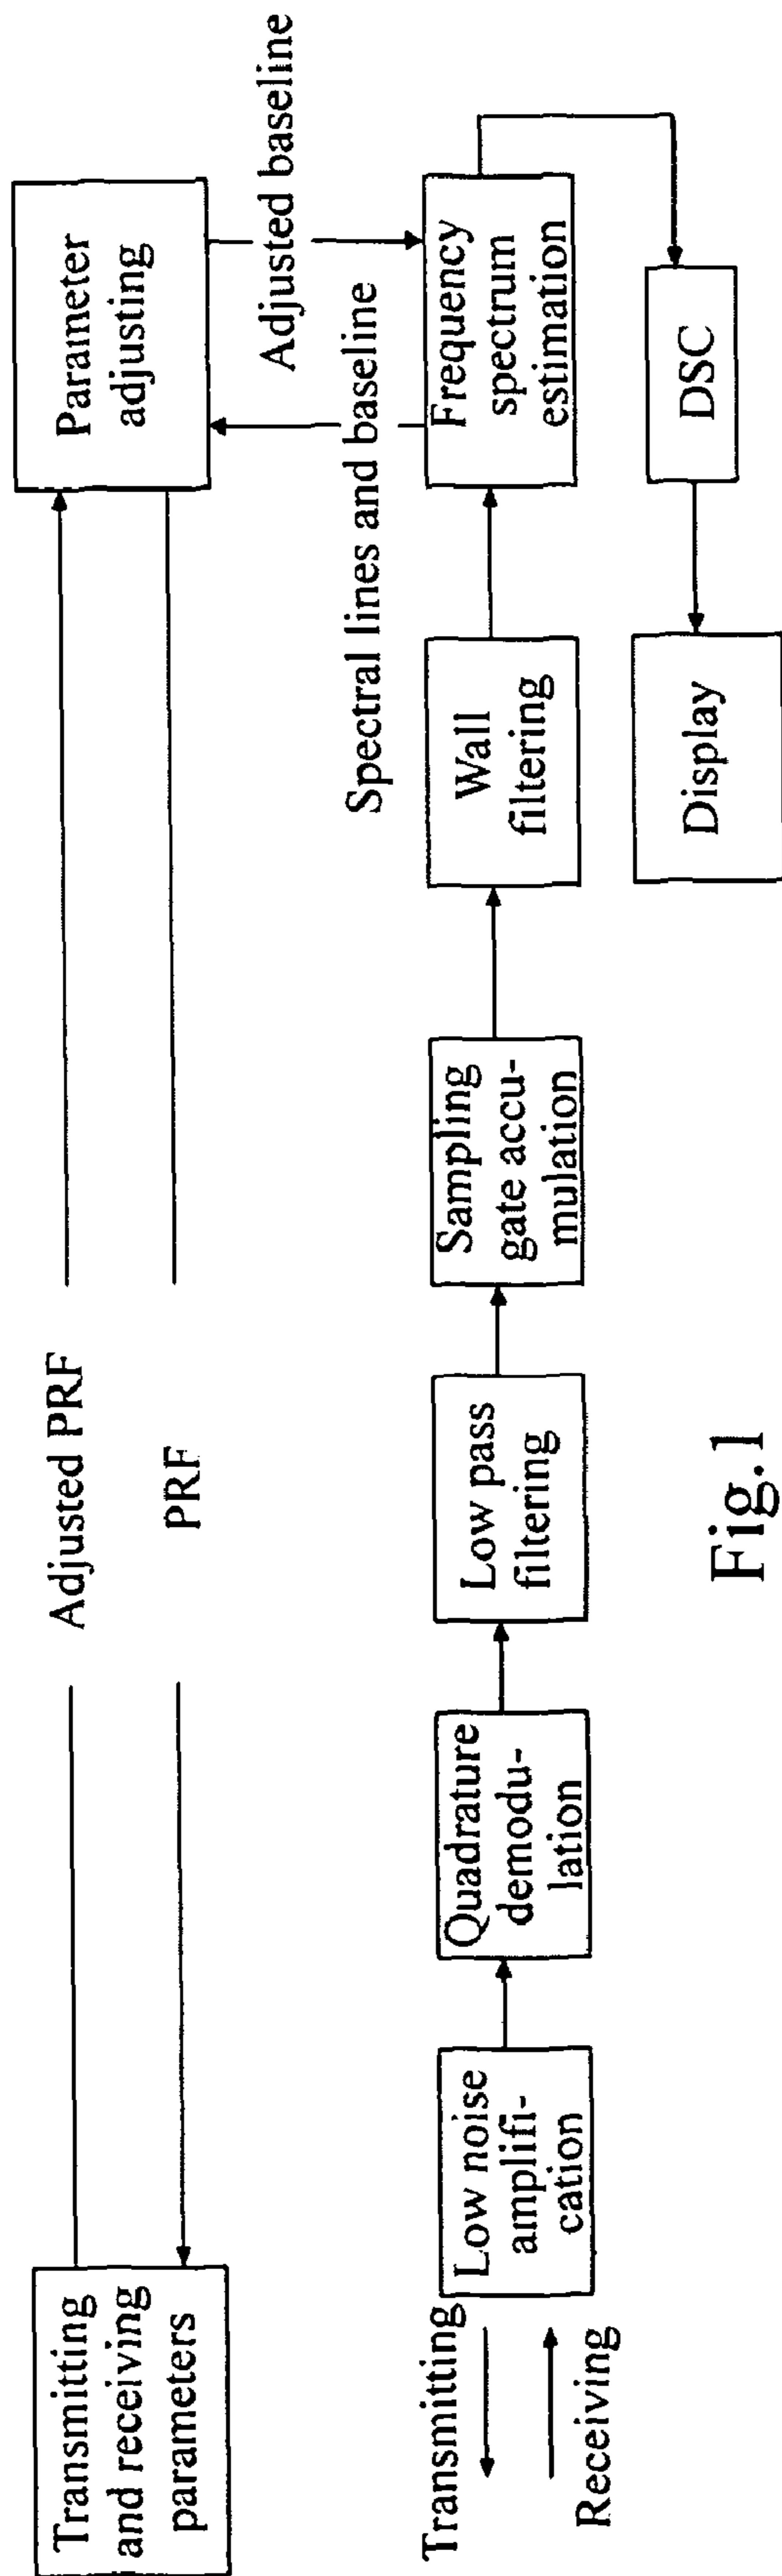 Transmitting
and receiving
parameters
Adjusted PRF
PRF
Parameter
adjusting
Adjusted baseline
Spectral lines and baseline
Transmitting
Receiving
Low noise
amplifi-
cation
Quadrature
demodu-
lation
Low pass
filtering
Sampling
gate accu-
mulation
Wall
filtering
Frequency
spectrum
estimation
Display
DSC
Fig.1